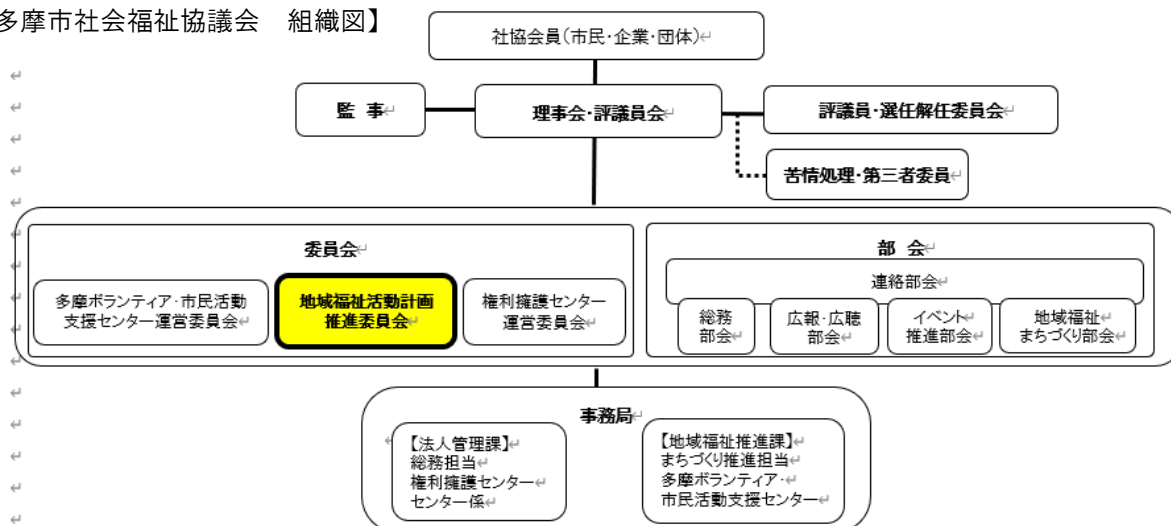 多摩市社会福祉協議会　組織図】
社協会員(市民･企業･団体)
監　事
理事会･評議員会
評議員･選任解任委員会
苦情処理･第三者委員
委員会
多摩ボランティア･市民活動
支援センター運営委員会
地域福祉活動計画
推進委員会
権利擁護センター
運営委員会
部　会
連絡部会
総務
部会
広報･広聴
部会
イベント
推進部会
地域福祉
まちづくり部会
事務局
【法人管理課】
総務担当
権利擁護センター
センター係
【地域福祉推進課】
まちづくり推進担当
多摩ボランティア･
市民活動支援センター